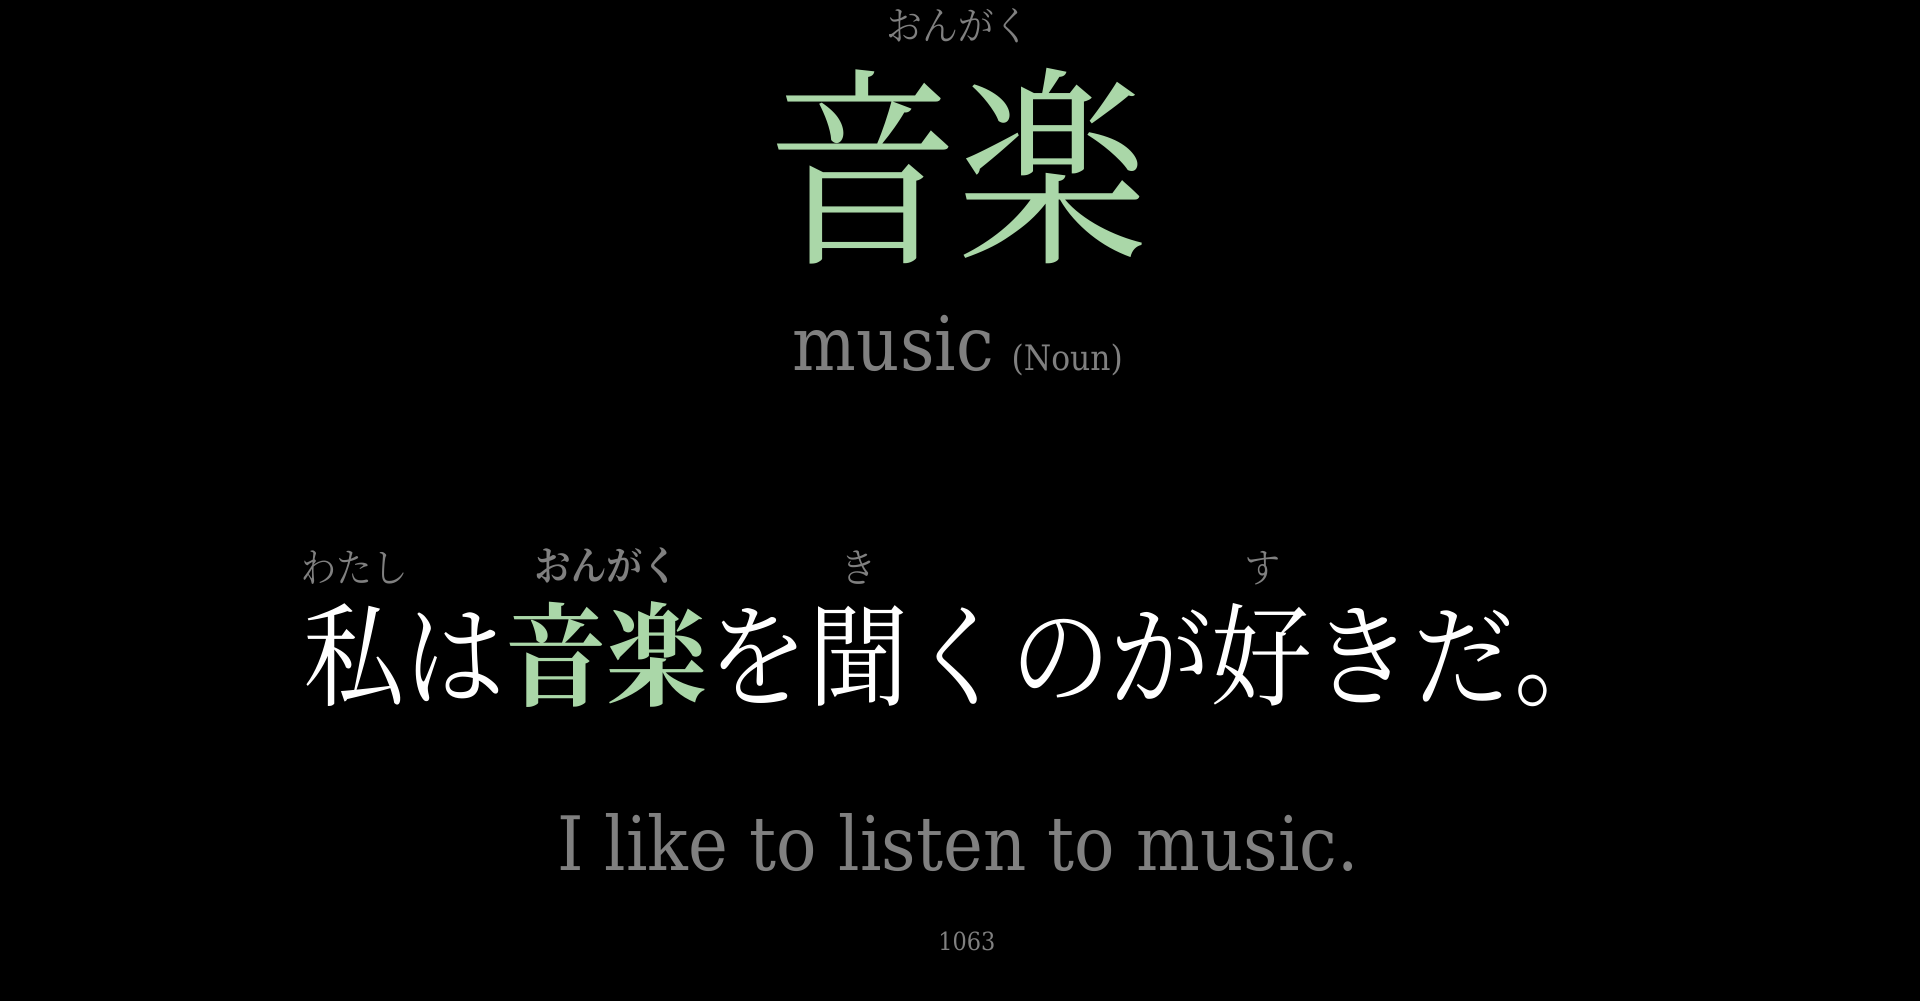 おんがく
音楽
music (Noun)
わたし おんがく き す
私は音楽を聞くのが好きだ。
I like to listen to music.
1063